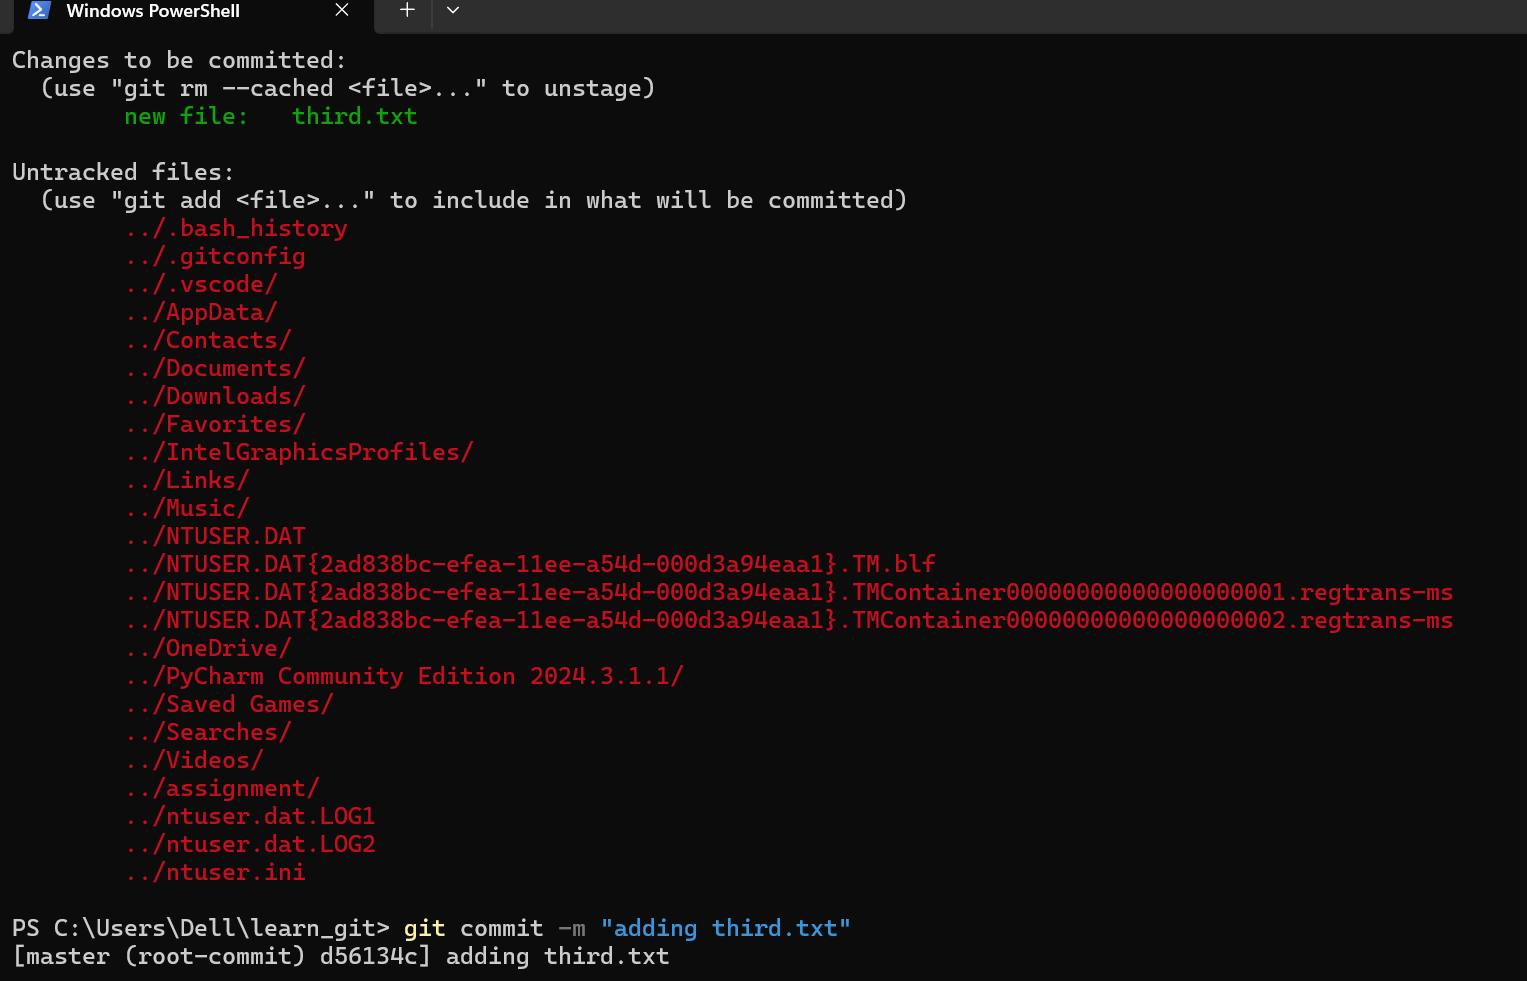 Windows PowerShell
Changes to be committed:
(use "git rm --cached <file>..." to unstage)
new file: third.txt
Untracked files:
(use "git add <file>..." to include in what will be committed)
../.bash_history
../.gitconfig
../.vscode/
../AppData/
../Contacts/
../Documents/
../Downloads/
../Favorites/
../IntelGraphicsProfiles/
../Links/
../Music/
../NTUSER.DAT
../NTUSER.DAT{2ad838bc-efea-11ee-a54d-000d3a94eaa1}.TM.blf
../NTUSER.DAT{2ad838bc-efea-11ee-a54d-000d3a94eaa1}.TMContainer00000000000000000001.regtrans-ms
../NTUSER.DAT{2ad838bc-efea-11ee-a54d-000d3a94eaa1}.TMContainer00000000000000000002.regtrans-ms
../OneDrive/
../PyCharm Community Edition 2024.3.1.1/
../Saved Games/
../Searches/
../Videos/
../assignment/
../ntuser.dat.LOG1
../ntuser.dat.LOG2
../ntuser.ini
PS C:\Users\Dell\learn_git> git commit -m "adding third.txt"
[master (root-commit) d56134c] adding third.txt